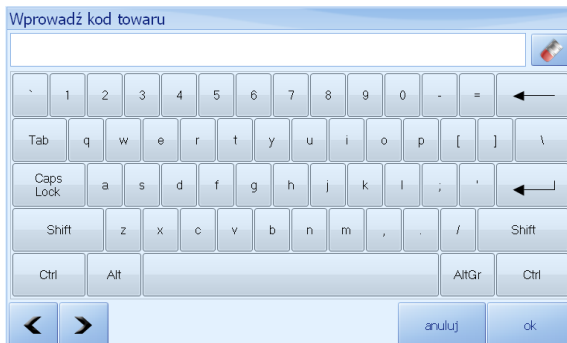 Wprowadź kod towaru
` 1 2 3 4 5 6 7 8 9 0 - =
Tab q w e r t y u i o p [ ] \
Caps Lock a s d f g h j k l ; '
Shift z x c v b n m , . / Shift
Ctrl Alt AltGr Ctrl
anuluj ok